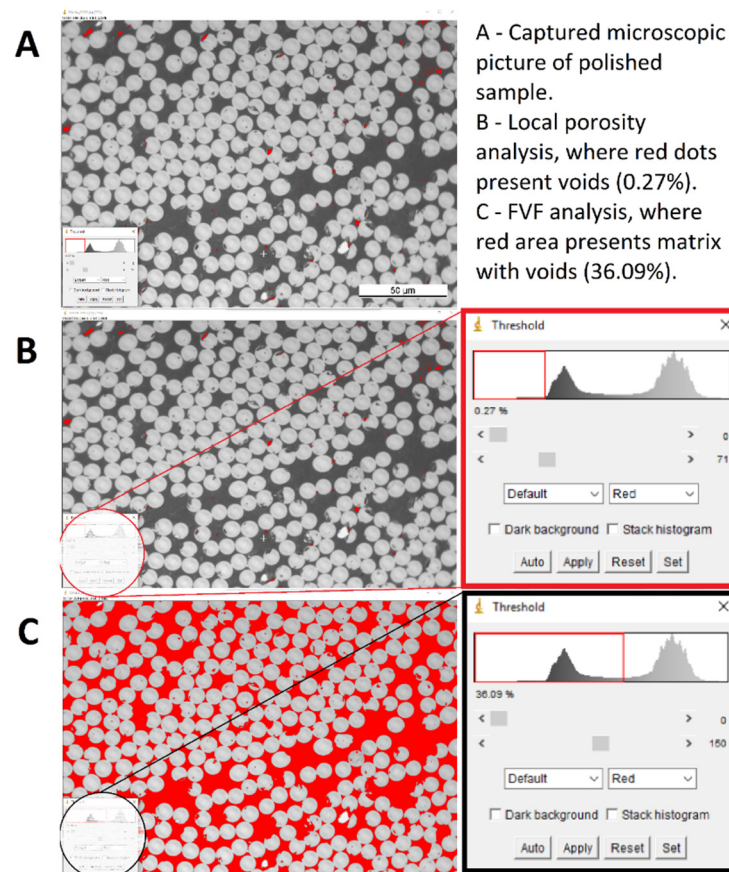 A
A - Captured microscopic
picture of polished
sample.
B - Local porosity
analysis, where red dots
present voids (0.27%).
C - FVF analysis, where
red area presents matrix
with voids (36.09%).
50 µm
B
Threshold
0.27 %
0
71
Default Red
Dark background Stack histogram
Auto Apply Reset Set
C
Threshold
36.09 %
0
150
Default Red
Dark background Stack histogram
Auto Apply Reset Set